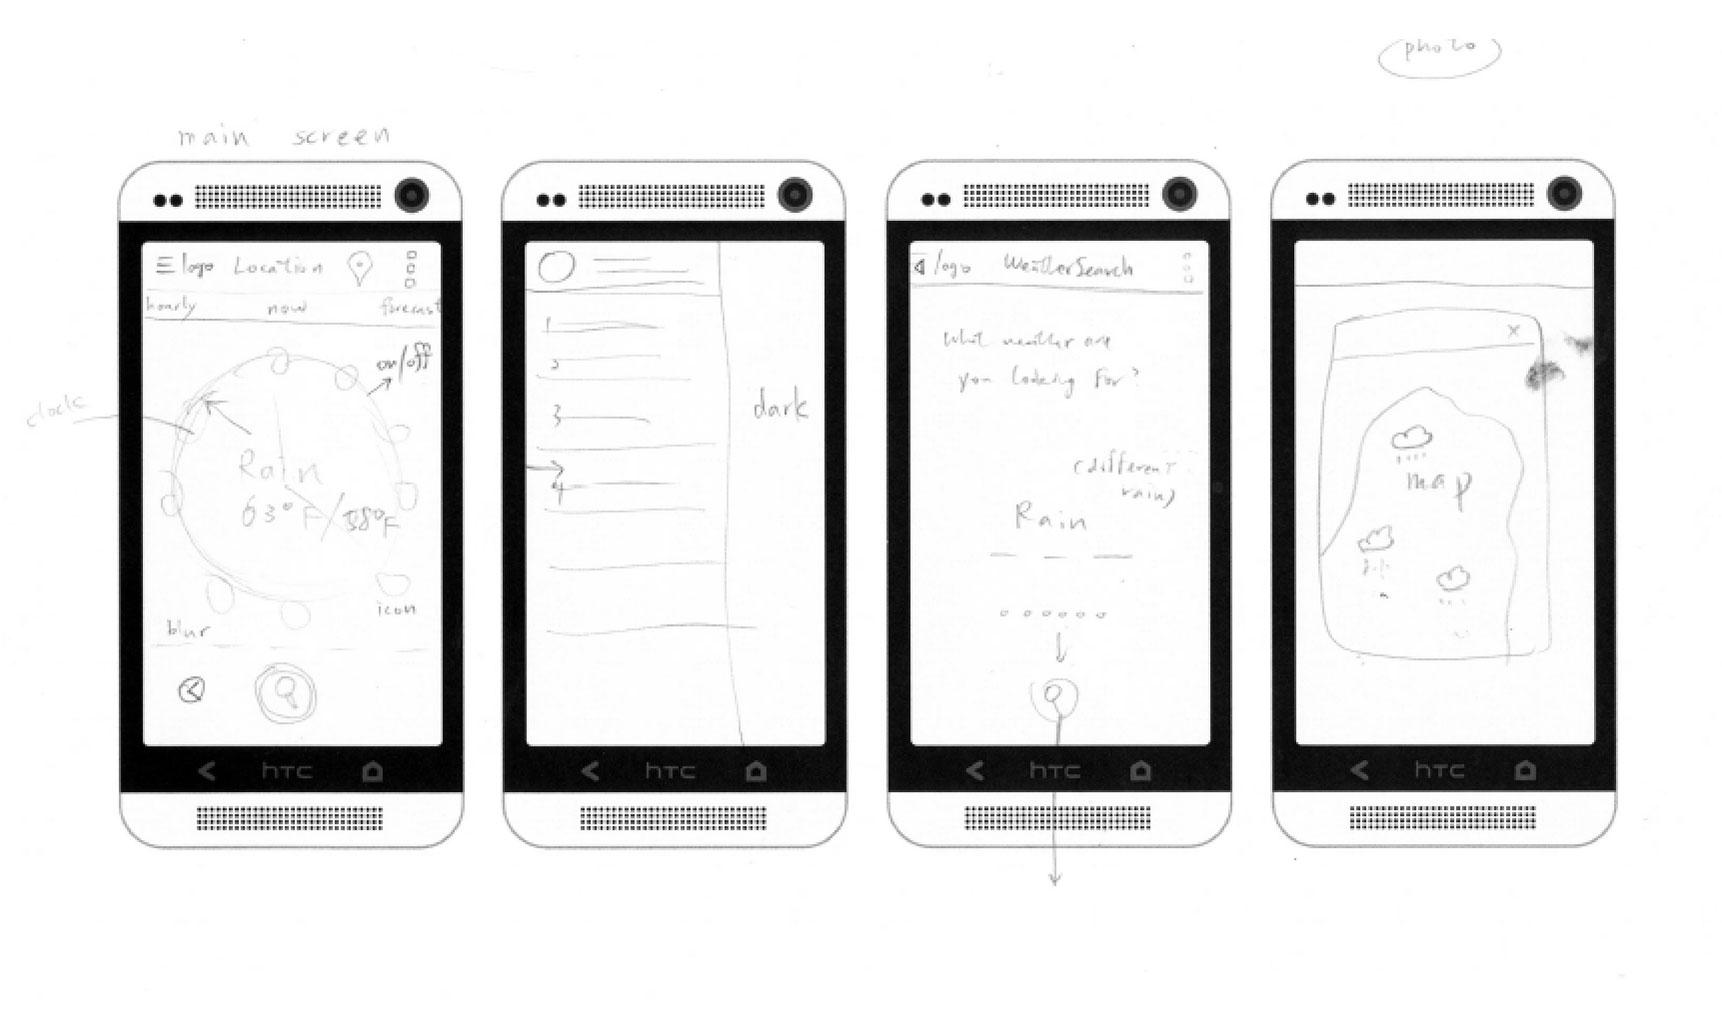 photo
main screen
logo Location
hourly now forecast
on/off
clock
Rain
63°F/58°F
icon
blur
htc
1
2
3
4
dark
htc
logo WeatherSearch
What weather are
you looking for?
(different
rain)
Rain
htc
x
map
htc